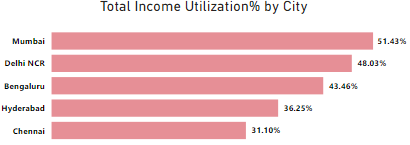 Total Income Utilization% by City
Mumbai 51.43%
Delhi NCR 48.03%
Bengaluru 43.46%
Hyderabad 36.25%
Chennai 31.10%